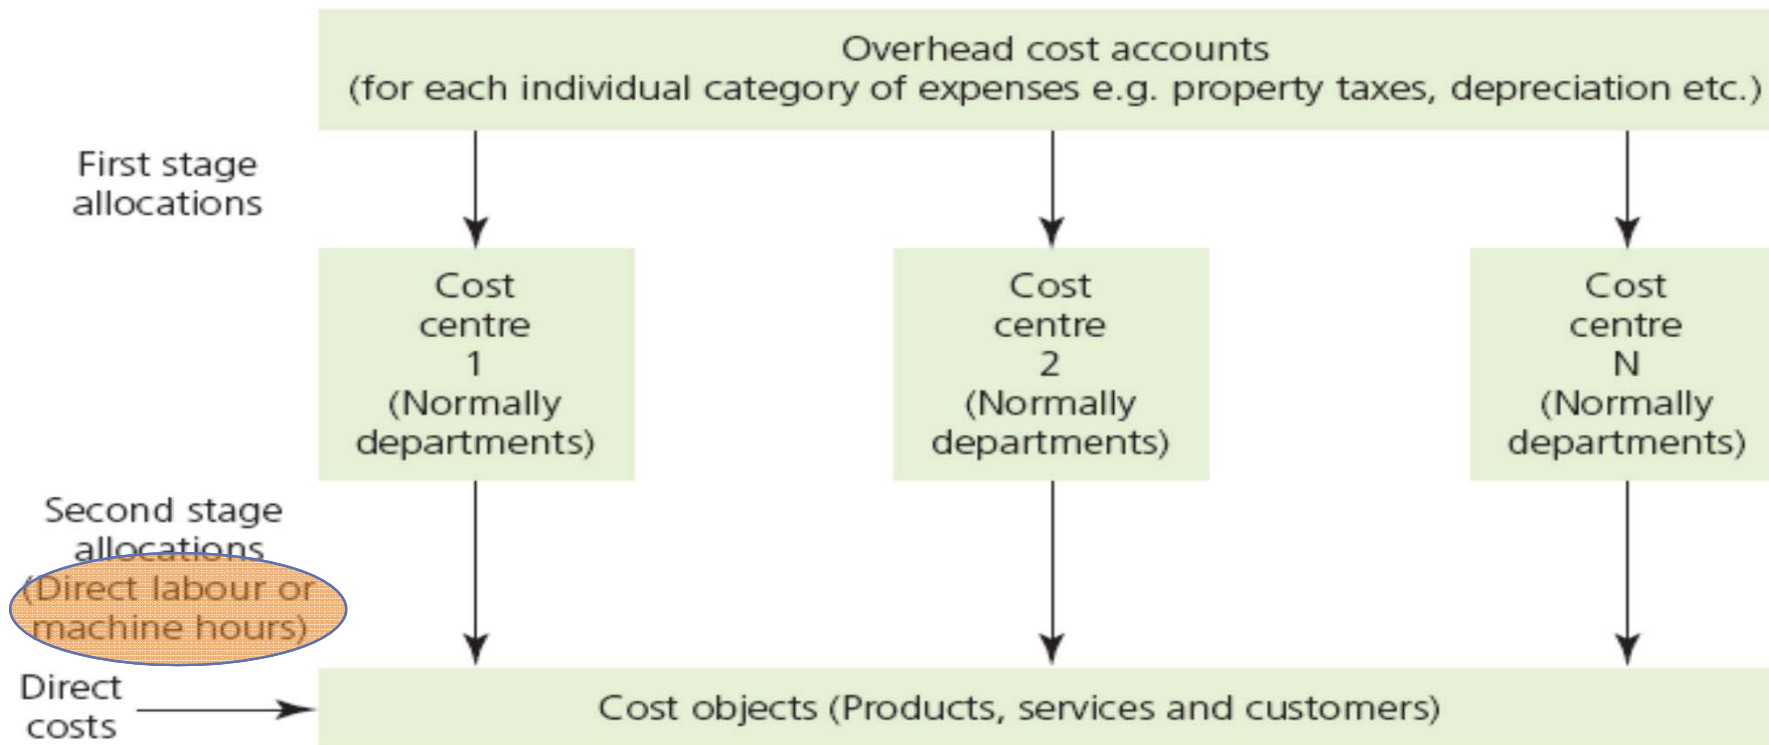 Overhead cost accounts
(for each individual category of expenses e.g. property taxes, depreciation etc.)
First stage
allocations
Cost
centre
1
(Normally
departments)
Cost
centre
2
(Normally
departments)
Cost
centre
N
(Normally
departments)
Second stage
allocations
(Direct labour or
machine hours)
Direct
costs
Cost objects (Products, services and customers)